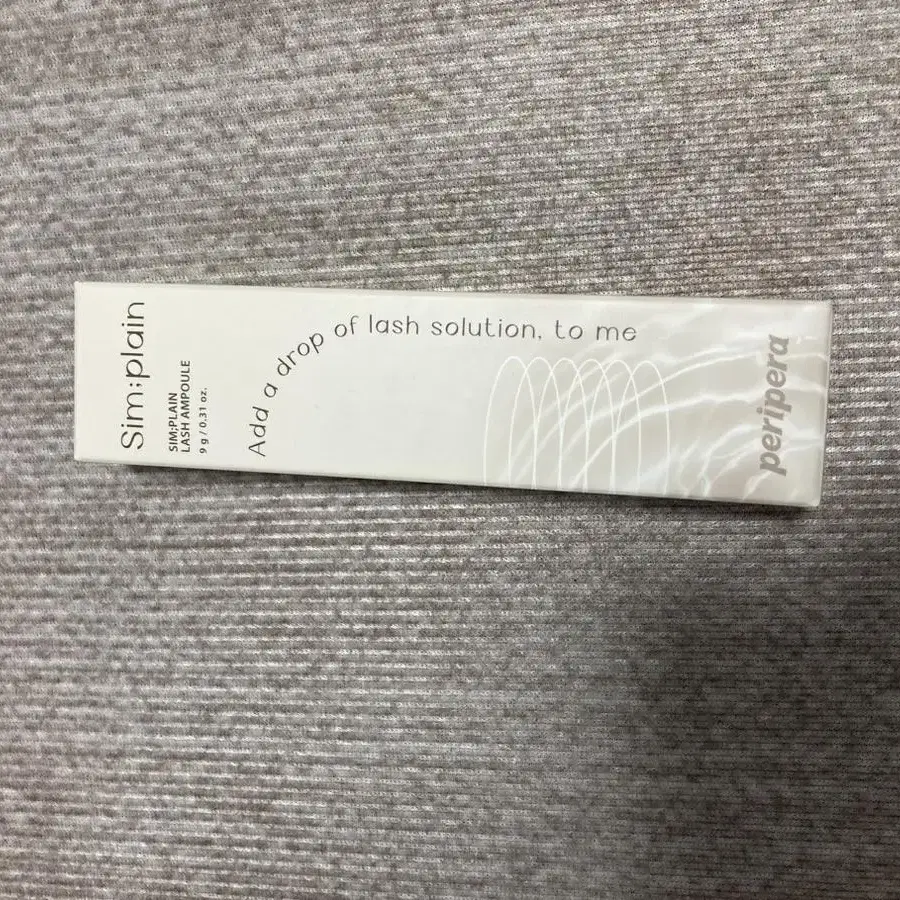 Sim;plain
SIM;PLAIN
LASH AMPOULE
9 g / 0.31 oz.
Add a drop of lash solution, to me
peripera